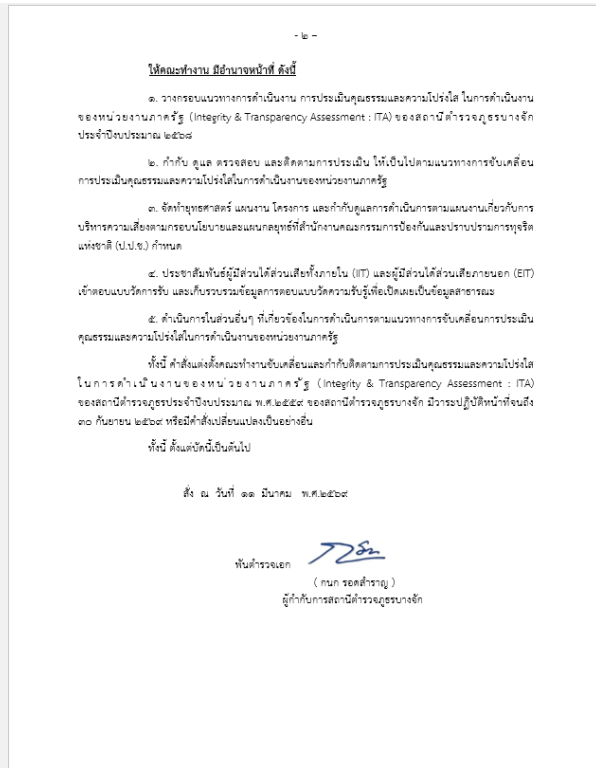 - ๒ –
ให้คณะทำงาน มีอำนาจหน้าที่ ดังนี้
๑. วางกรอบแนวทางการดำเนินงาน การประเมินคุณธรรมและความโปร่งใส ในการดำเนินงาน
ของหน่วยงานภาครัฐ (Integrity & Transparency Assessment : ITA) ของสถานีตำรวจภูธรบางจัก
ประจำปีงบประมาณ ๒๕๖๘
๒. กำกับ ดูแล ตรวจสอบ และติดตามการประเมิน ให้เป็นไปตามแนวทางการขับเคลื่อน
การประเมินคุณธรรมและความโปร่งใสในการดำเนินงานของหน่วยงานภาครัฐ
๓. จัดทำยุทธศาสตร์ แผนงาน โครงการ และกำกับดูแลการดำเนินการตามแผนงานเกี่ยวกับการ
บริหารความเสี่ยงตามกรอบนโยบายและแผนกลยุทธ์ที่สำนักงานคณะกรรมการป้องกันและปราบปรามการทุจริต
แห่งชาติ (ป.ป.ช.) กำหนด
๔. ประชาสัมพันธ์ผู้มีส่วนได้ส่วนเสียทั้งภายใน (IIT) และผู้มีส่วนได้ส่วนเสียภายนอก (EIT)
เข้าตอบแบบวัดการรับ และเก็บรวบรวมข้อมูลการตอบแบบวัดความรับรู้เพื่อเปิดเผยเป็นข้อมูลสาธารณะ
๕. ดำเนินการในส่วนอื่นๆ ที่เกี่ยวข้องในการดำเนินการตามแนวทางการขับเคลื่อนการประเมิน
คุณธรรมและความโปร่งใสในการดำเนินงานของหน่วยงานภาครัฐ
ทั้งนี้ คำสั่งแต่งตั้งคณะทำงานขับเคลื่อนและกำกับติดตามการประเมินคุณธรรมและความโปร่งใส
ในการดำเนินงานของหน่วยงานภาครัฐ (Integrity & Transparency Assessment : ITA)
ของสถานีตำรวจภูธรประจำปีงบประมาณ พ.ศ.๒๕๕๙ ของสถานีตำรวจภูธรบางจัก มีวาระปฏิบัติหน้าที่จนถึง
๓๐ กันยายน ๒๕๖๙ หรือมีคำสั่งเปลี่ยนแปลงเป็นอย่างอื่น
ทั้งนี้ ตั้งแต่บัดนี้เป็นต้นไป
สั่ง ณ วันที่ ๑๑ มีนาคม พ.ศ.๒๕๖๙
พันตำรวจเอก
( กนก รอดสำราญ )
ผู้กำกับการสถานีตำรวจภูธรบางจัก